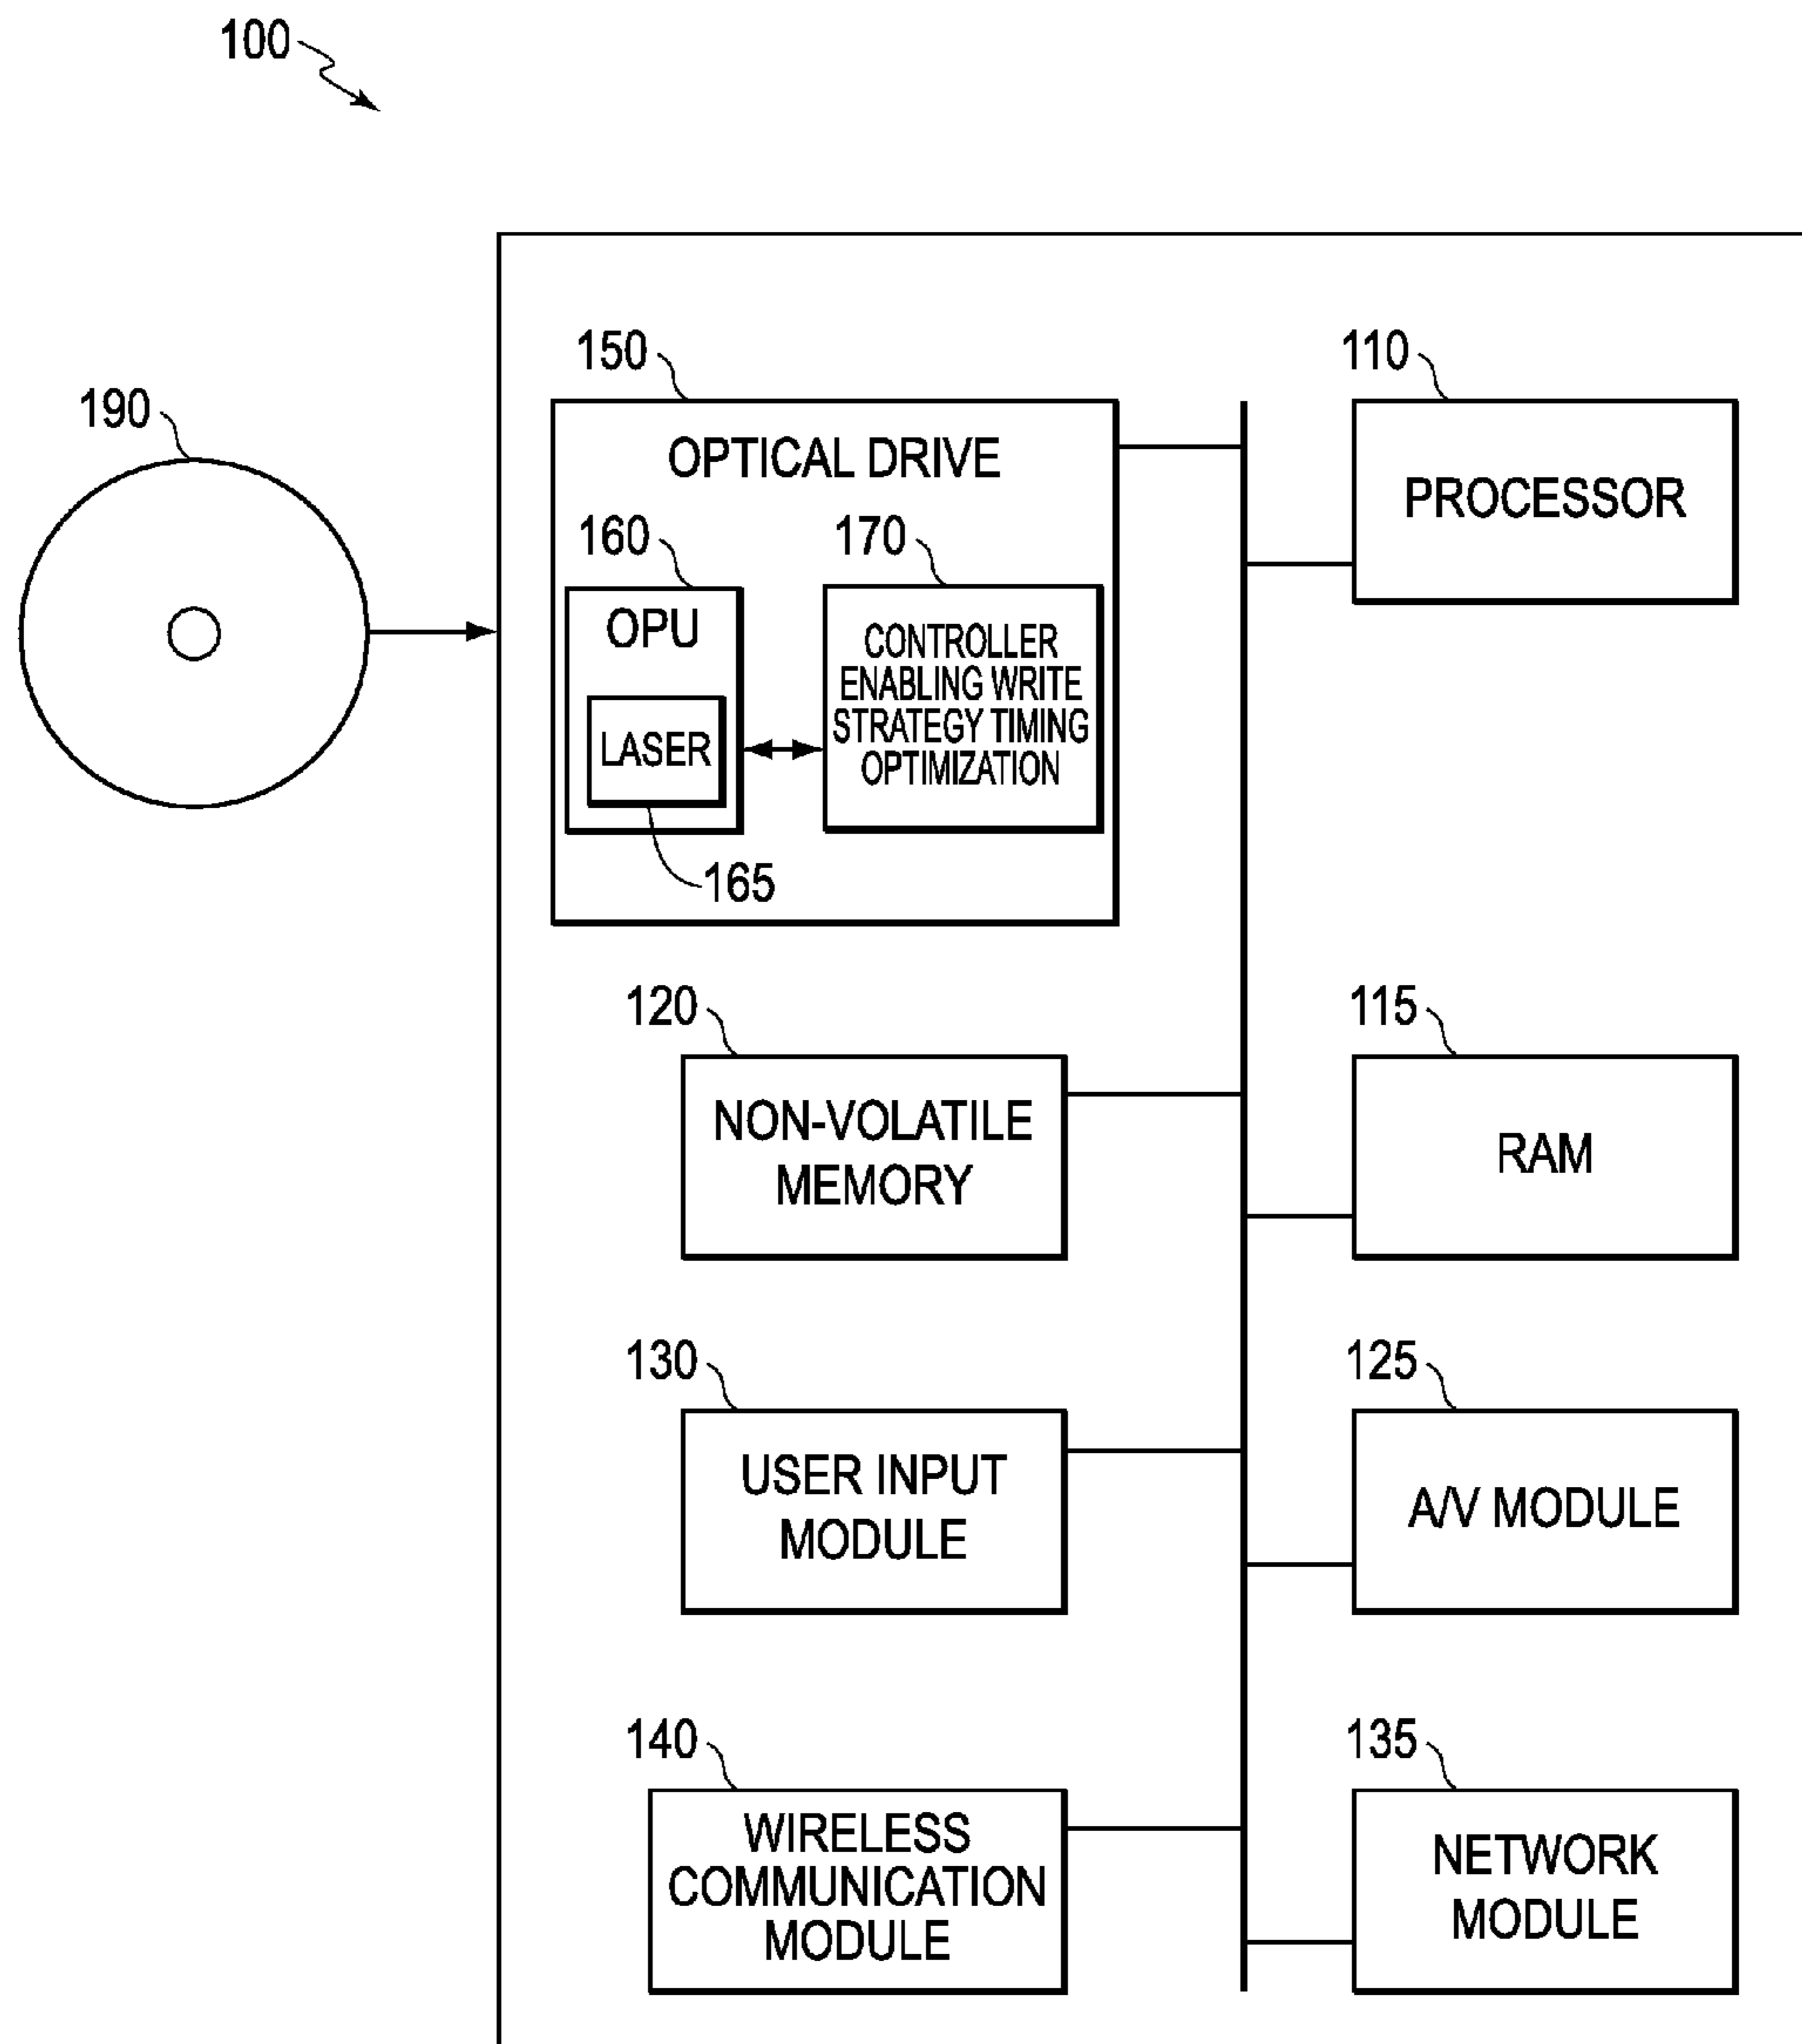 100
150
110
190
OPTICAL DRIVE
PROCESSOR
160
170
OPU
CONTROLLER
ENABLING WRITE
STRATEGY TIMING
OPTIMIZATION
LASER
165
120
115
NON-VOLATILE
MEMORY
RAM
130
125
USER INPUT
MODULE
A/V MODULE
140
135
WIRELESS
COMMUNICATION
MODULE
NETWORK
MODULE